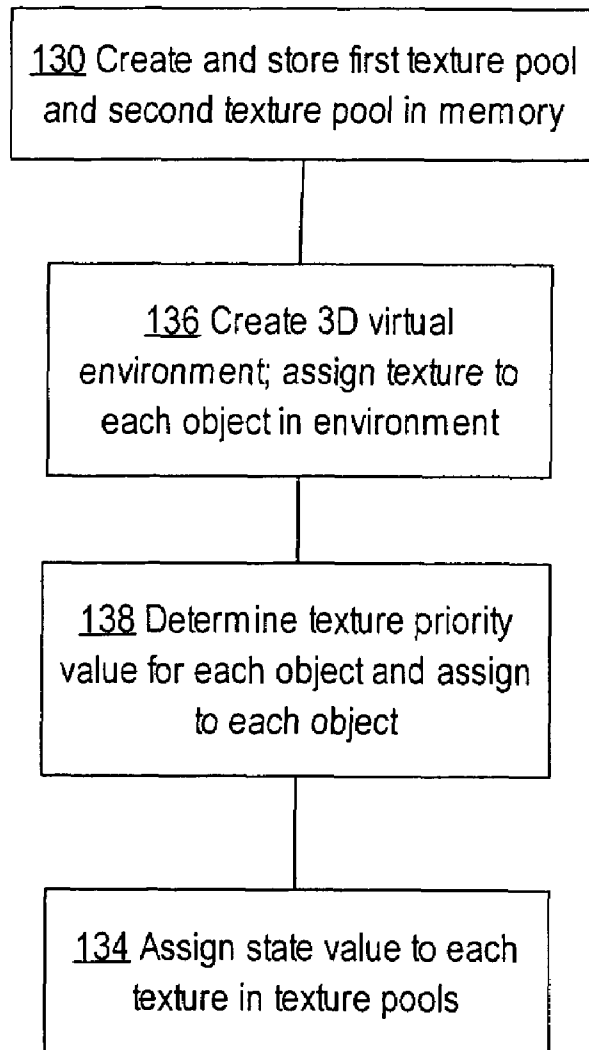 130 Create and store first texture pool
and second texture pool in memory
136 Create 3D virtual
environment; assign texture to
each object in environment
138 Determine texture priority
value for each object and assign
to each object
134 Assign state value to each
texture in texture pools